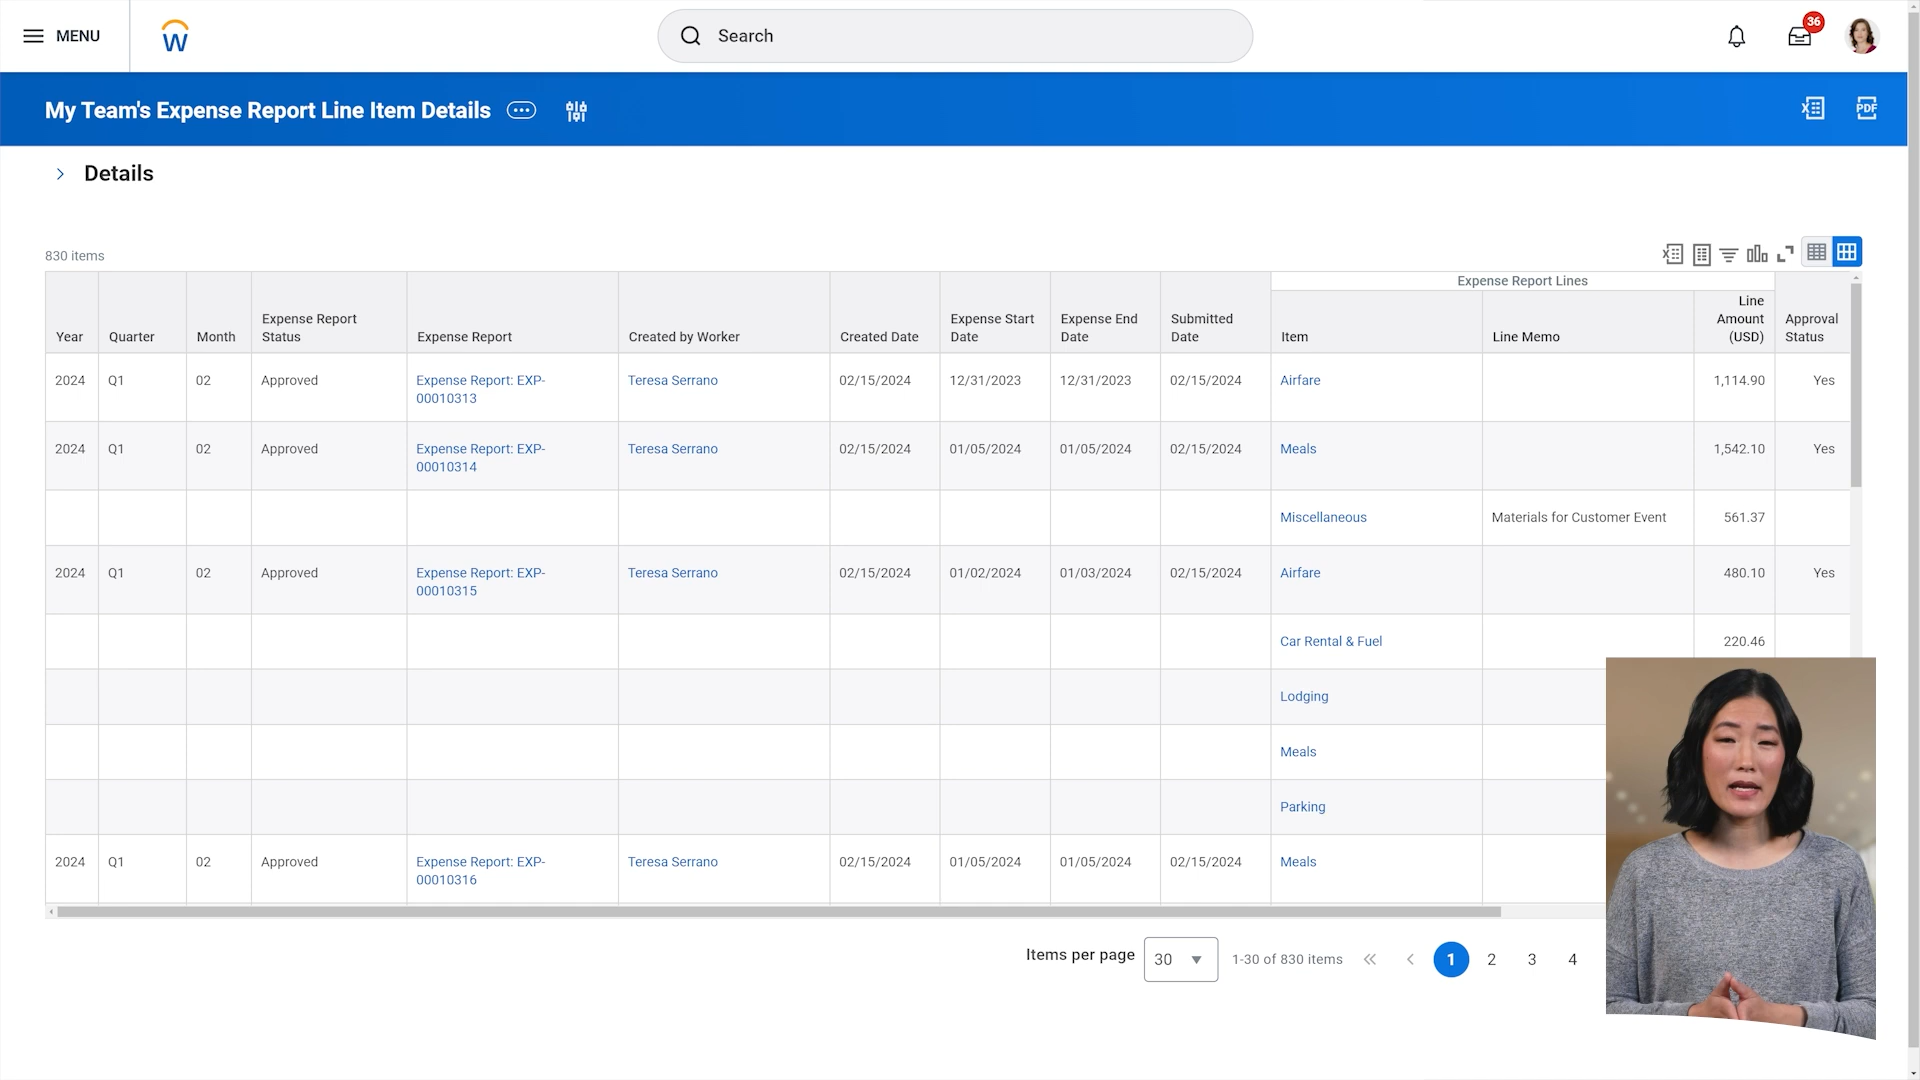 MENU
W
Search
36
My Team's Expense Report Line Item Details
PDF
Details
830 items
Expense Report Lines
Year
Quarter
Month
Expense Report
Status
Expense Report
Created by Worker
Created Date
Expense Start
Date
Expense End
Date
Submitted
Date
Item
Line Memo
Line
Amount
(USD)
Approval
Status
2024 Q1 02 Approved Expense Report: EXP- Teresa Serrano 02/15/2024 12/31/2023 12/31/2023 02/15/2024 Airfare 1,114.90 Yes
00010313
2024 Q1 02 Approved Expense Report: EXP- Teresa Serrano 02/15/2024 01/05/2024 01/05/2024 02/15/2024 Meals 1,542.10 Yes
00010314
Miscellaneous Materials for Customer Event 561.37
2024 Q1 02 Approved Expense Report: EXP- Teresa Serrano 02/15/2024 01/02/2024 01/03/2024 02/15/2024 Airfare 480.10 Yes
00010315
Car Rental & Fuel 220.46
Lodging
Meals
Parking
2024 Q1 02 Approved Expense Report: EXP- Teresa Serrano 02/15/2024 01/05/2024 01/05/2024 02/15/2024 Meals
00010316
Items per page 30 1-30 of 830 items 1 2 3 4